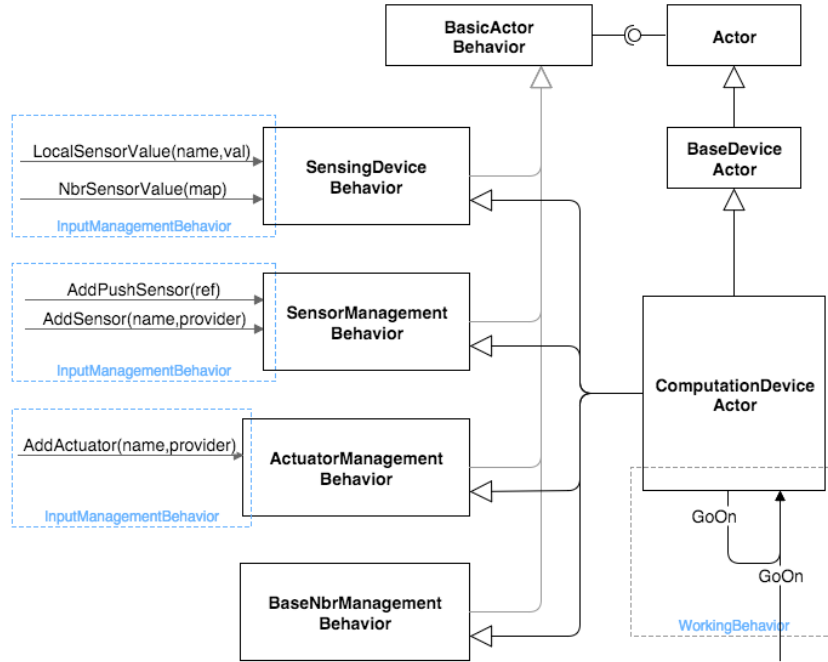 BasicActor
Behavior
Actor
LocalSensorValue(name,val)
NbrSensorValue(map)
InputManagementBehavior
SensingDevice
Behavior
BaseDevice
Actor
AddPushSensor(ref)
AddSensor(name,provider)
InputManagementBehavior
SensorManagement
Behavior
ComputationDevice
Actor
AddActuator(name,provider)
InputManagementBehavior
ActuatorManagement
Behavior
GoOn
GoOn
WorkingBehavior
BaseNbrManagement
Behavior